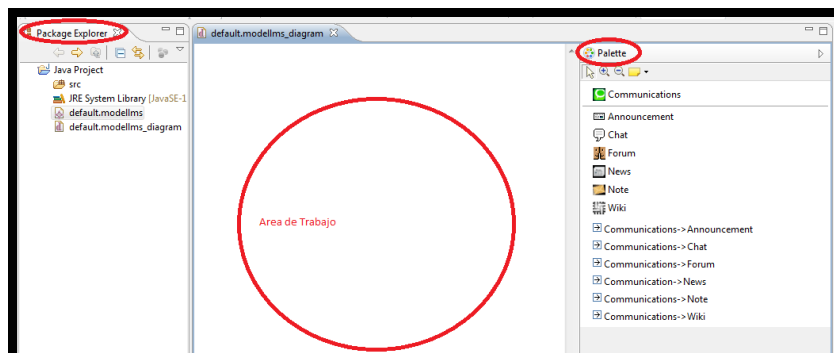 Package Explorer
default.modellms_diagram
Java Project
src
JRE System Library [JavaSE-1
default.modellms
default.modellms_diagram
Area de Trabajo
Palette
Communications
Announcement
Chat
Forum
News
Note
Wiki
Communications->Announcement
Communications->Chat
Communications->Forum
Communication->News
Communications->Note
Communications->Wiki